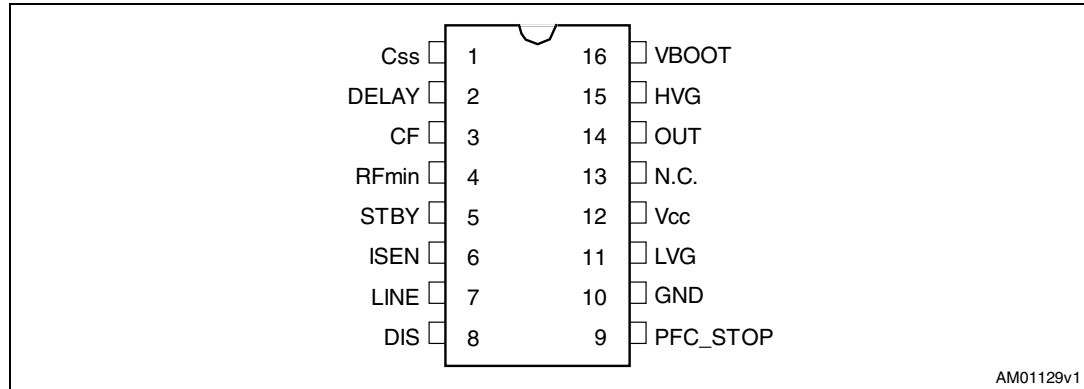 Css 1 16 VBOOT
DELAY 2 15 HVG
CF 3 14 OUT
RFmin 4 13 N.C.
STBY 5 12 Vcc
ISEN 6 11 LVG
LINE 7 10 GND
DIS 8 9 PFC_STOP
AM01129v1